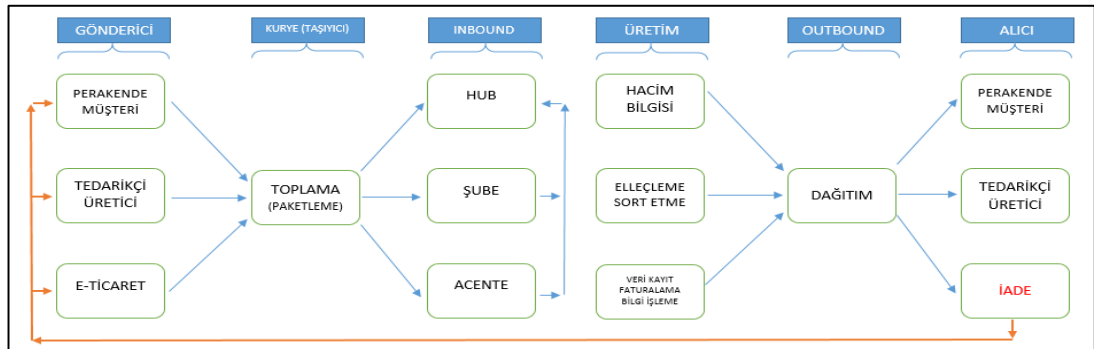 GÖNDERİCİ
KURYE (TAŞIYICI)
INBOUND
ÜRETİM
OUTBOUND
ALICI
PERAKENDE
MÜŞTERİ
HUB
HACİM
BİLGİSİ
PERAKENDE
MÜŞTERİ
TEDARİKÇİ
ÜRETİCİ
TOPLAMA
(PAKETLEME)
ŞUBE
ELLEÇLEME
SORT ETME
DAĞITIM
TEDARİKÇİ
ÜRETİCİ
E-TİCARET
ACENTE
VERİ KAYIT
FATURALAMA
BİLGİ İŞLEME
İADE